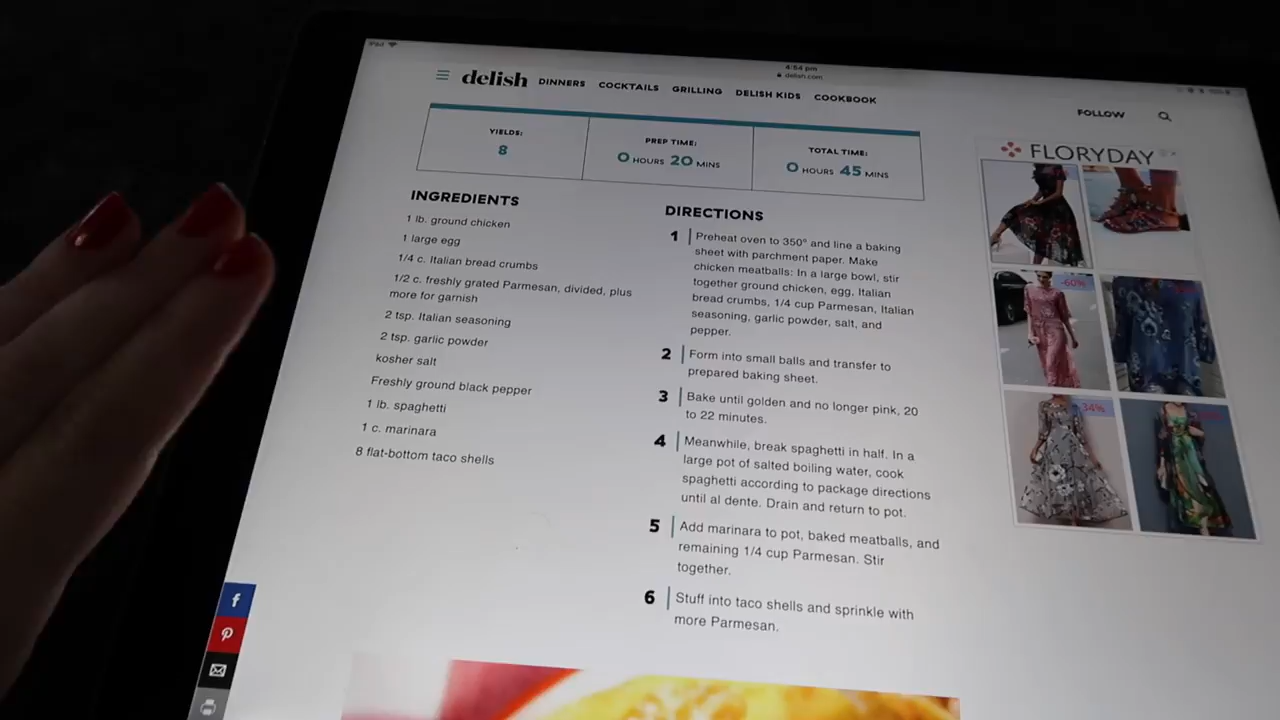 iPad
4:54 pm
delish.com
delish DINNERS COCKTAILS GRILLING DELISH KIDS COOKBOOK
FOLLOW
YIELDS:
8
PREP TIME:
0 HOURS 20 MINS
TOTAL TIME:
0 HOURS 45 MINS
FLORYDAY
-60%
34%
INGREDIENTS
1 lb. ground chicken
1 large egg
1/4 c. Italian bread crumbs
1/2 c. freshly grated Parmesan, divided, plus
more for garnish
2 tsp. Italian seasoning
2 tsp. garlic powder
kosher salt
Freshly ground black pepper
1 lb. spaghetti
1 c. marinara
8 flat-bottom taco shells
DIRECTIONS
1 Preheat oven to 350º and line a baking
sheet with parchment paper. Make
chicken meatballs: In a large bowl, stir
together ground chicken, egg, Italian
bread crumbs, 1/4 cup Parmesan, Italian
seasoning, garlic powder, salt, and
pepper.
2 Form into small balls and transfer to
prepared baking sheet.
3 Bake until golden and no longer pink, 20
to 22 minutes.
4 Meanwhile, break spaghetti in half. In a
large pot of salted boiling water, cook
spaghetti according to package directions
until al dente. Drain and return to pot.
5 Add marinara to pot, baked meatballs, and
remaining 1/4 cup Parmesan. Stir
together.
6 Stuff into taco shells and sprinkle with
more Parmesan.
f